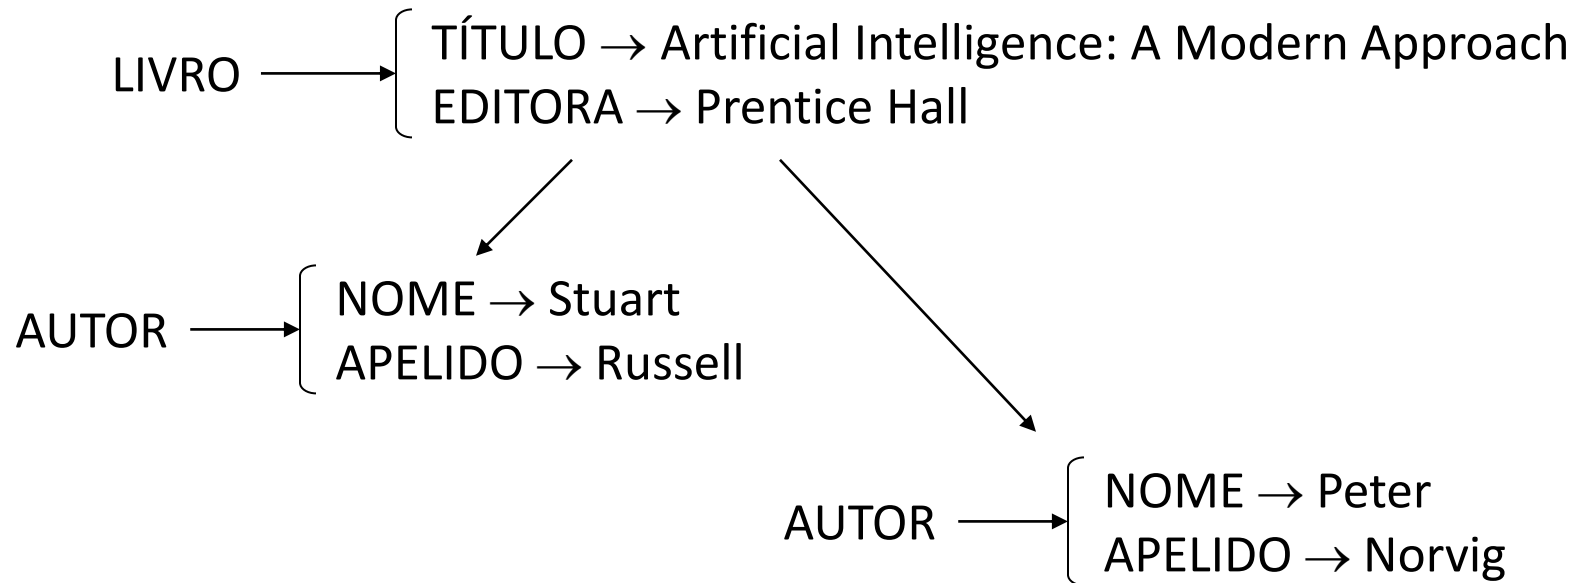 TÍTULO → Artificial Intelligence: A Modern Approach
LIVRO
EDITORA → Prentice Hall
NOME → Stuart
AUTOR
APELIDO → Russell
NOME → Peter
AUTOR
APELIDO → Norvig